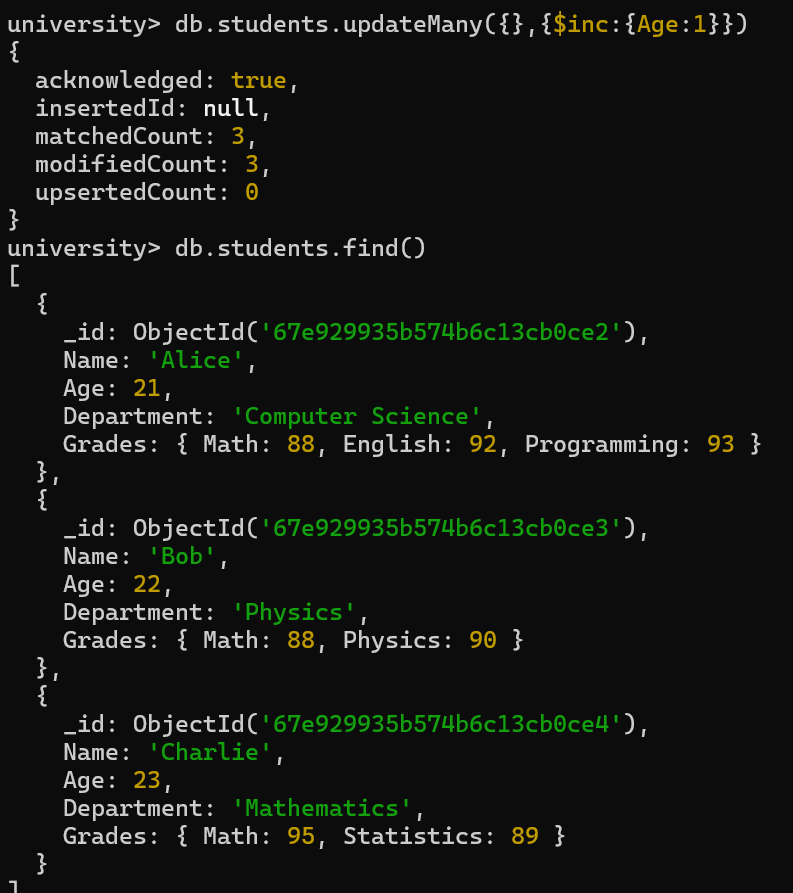 university> db.students.updateMany({},{$inc:{Age:1}})
{
  acknowledged: true,
  insertedId: null,
  matchedCount: 3,
  modifiedCount: 3,
  upsertedCount: 0
}
university> db.students.find()
[
  {
    _id: ObjectId('67e929935b574b6c13cb0ce2'),
    Name: 'Alice',
    Age: 21,
    Department: 'Computer Science',
    Grades: { Math: 88, English: 92, Programming: 93 }
  },
  {
    _id: ObjectId('67e929935b574b6c13cb0ce3'),
    Name: 'Bob',
    Age: 22,
    Department: 'Physics',
    Grades: { Math: 88, Physics: 90 }
  },
  {
    _id: ObjectId('67e929935b574b6c13cb0ce4'),
    Name: 'Charlie',
    Age: 23,
    Department: 'Mathematics',
    Grades: { Math: 95, Statistics: 89 }
  }
]